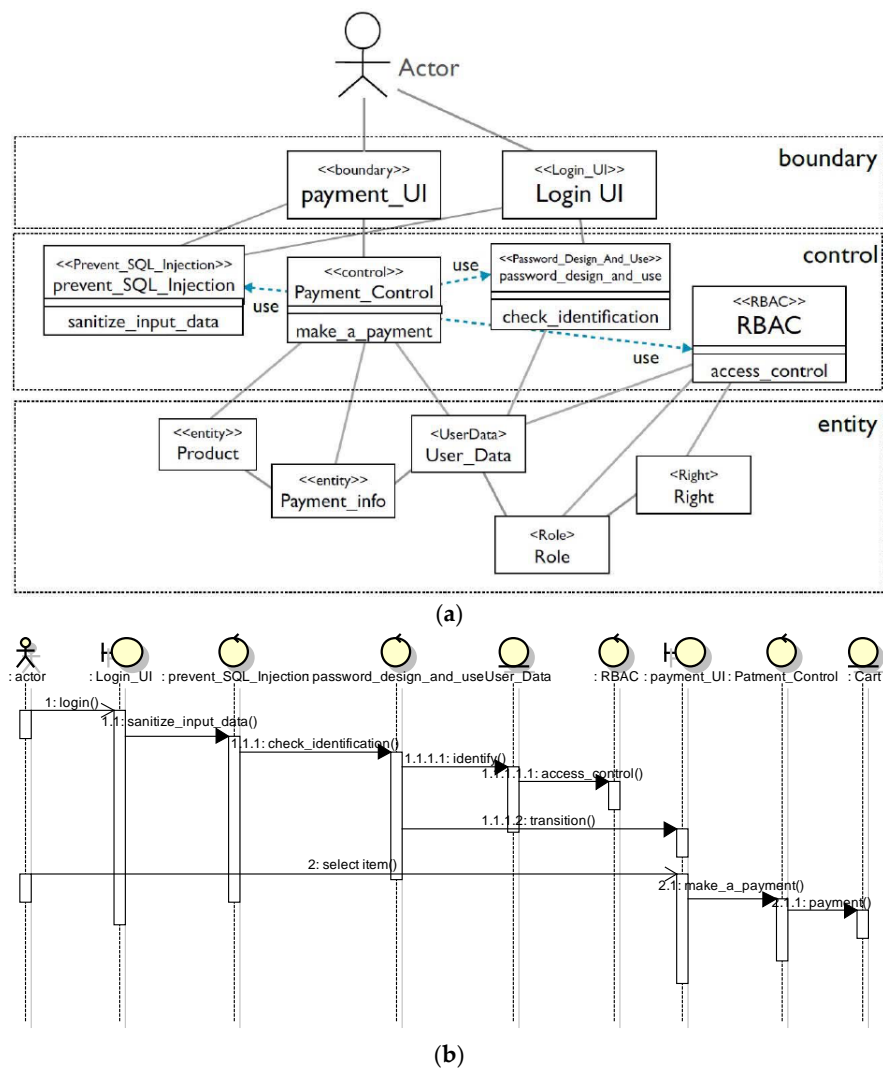 Actor
boundary
<<boundary>>
payment_UI
<<Login_UI>>
Login UI
control
<<Prevent_SQL_Injection>>
prevent_SQL_Injection
sanitize_input_data
use
<<control>>
Payment_Control
make_a_payment
use
<<Password_Design_And_Use>>
password_design_and_use
check_identification
use
<<RBAC>>
RBAC
access_control
entity
<<entity>>
Product
<<entity>>
Payment_info
<UserData>
User_Data
<Role>
Role
<Right>
Right
(a)
: actor
: Login_UI
: prevent_SQL_Injection
password_design_and_use
User_Data
: RBAC
: payment_UI
: Patment_Control
: Cart
1: login()
1.1: sanitize_input_data()
1.1.1: check_identification()
1.1.1.1: identify()
1.1.1.1.1: access_control()
1.1.1.2: transition()
2: select item()
2.1: make_a_payment()
2.1.1: payment()
(b)